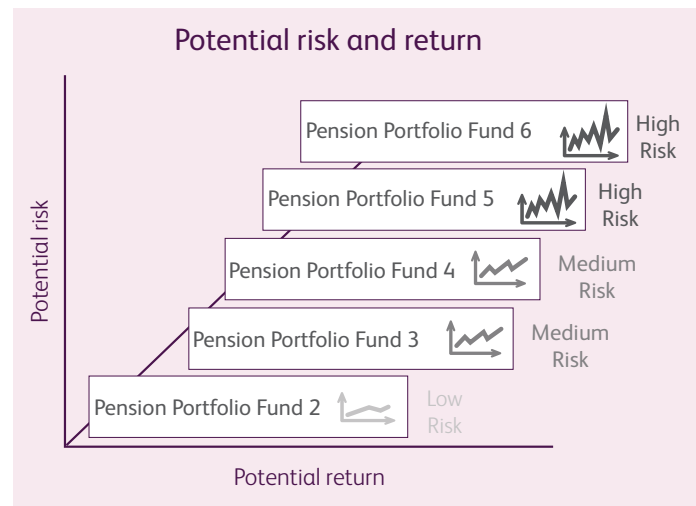 Potential risk and return
Potential risk
Pension Portfolio Fund 6
High
Risk
Pension Portfolio Fund 5
High
Risk
Pension Portfolio Fund 4
Medium
Risk
Pension Portfolio Fund 3
Medium
Risk
Pension Portfolio Fund 2
Low
Risk
Potential return